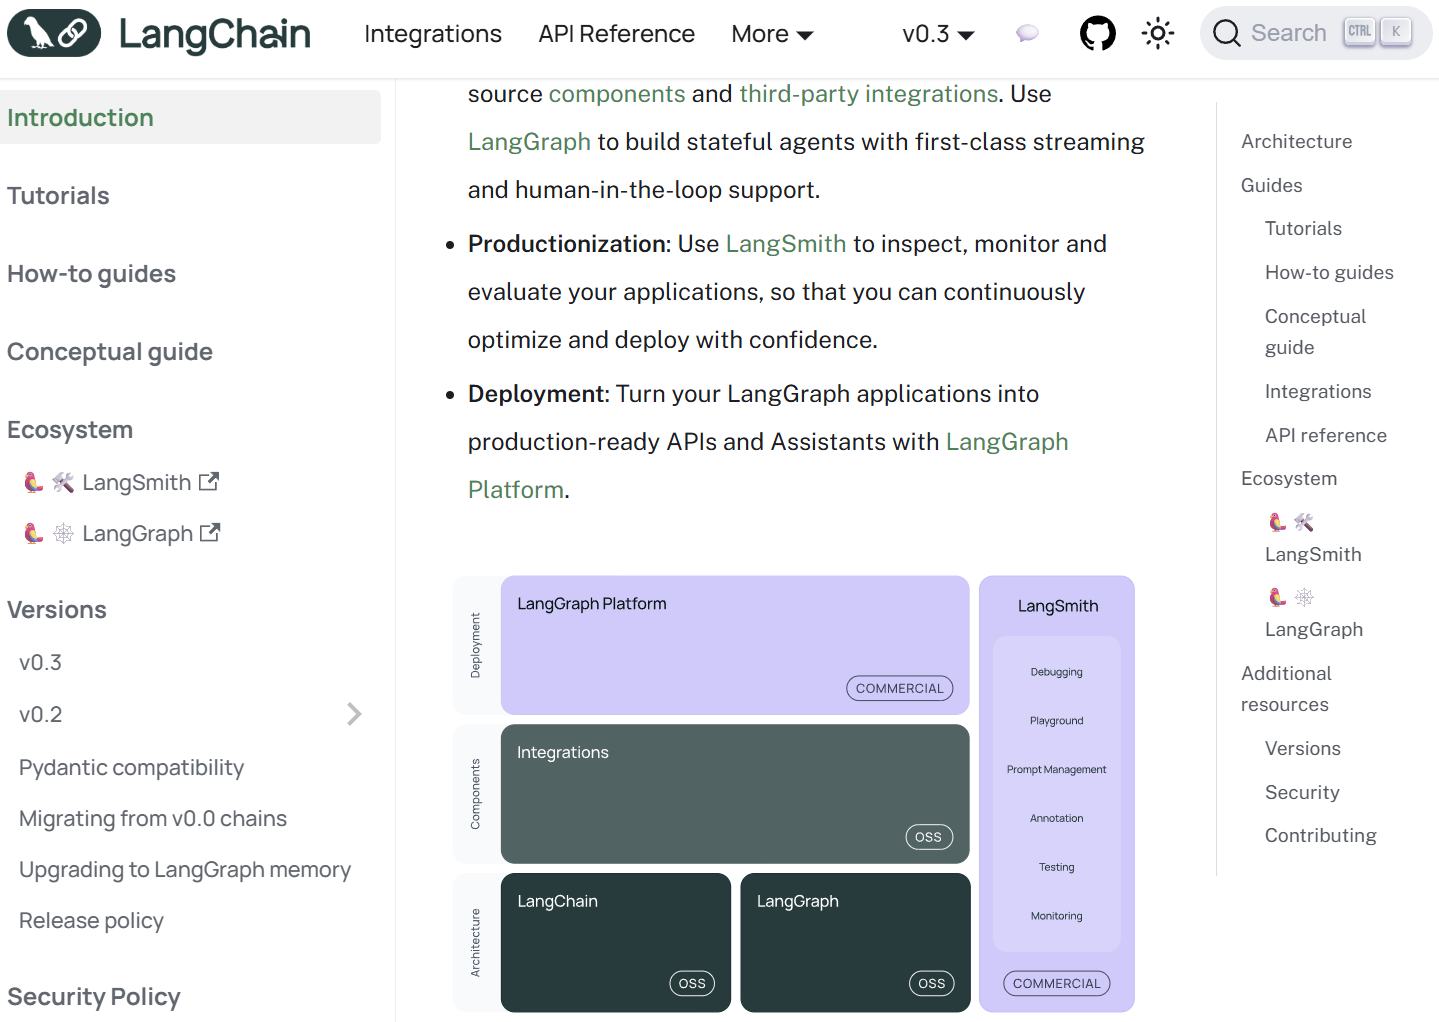 LangChain
Integrations
API Reference
More
v0.3
Search
CTRL
K
Introduction
Tutorials
How-to guides
Conceptual guide
Ecosystem
🦜🛠️ LangSmith
🦜🕸️ LangGraph
Versions
v0.3
v0.2
Pydantic compatibility
Migrating from v0.0 chains
Upgrading to LangGraph memory
Release policy
Security Policy
source components and third-party integrations. Use
LangGraph to build stateful agents with first-class streaming
and human-in-the-loop support.
• Productionization: Use LangSmith to inspect, monitor and
evaluate your applications, so that you can continuously
optimize and deploy with confidence.
• Deployment: Turn your LangGraph applications into
production-ready APIs and Assistants with LangGraph
Platform.
Deployment
LangGraph Platform
COMMERCIAL
Components
Integrations
OSS
Architecture
LangChain
OSS
LangGraph
OSS
LangSmith
Debugging
Playground
Prompt Management
Annotation
Testing
Monitoring
COMMERCIAL
Architecture
Guides
Tutorials
How-to guides
Conceptual
guide
Integrations
API reference
Ecosystem
🦜🛠️
LangSmith
🦜🕸️
LangGraph
Additional
resources
Versions
Security
Contributing